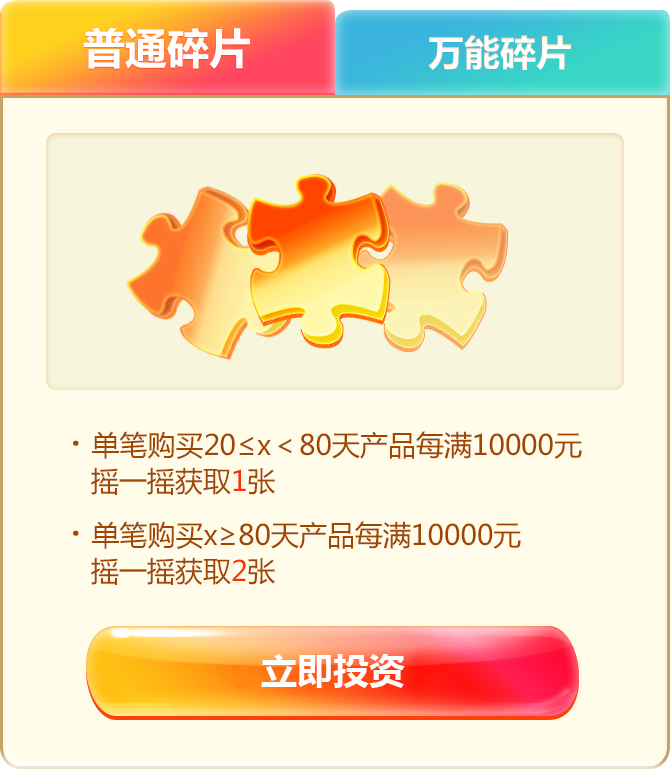 普通碎片
万能碎片
· 单笔购买20≤x＜80天产品每满10000元
摇一摇获取1张
· 单笔购买x≥80天产品每满10000元
摇一摇获取2张
立即投资